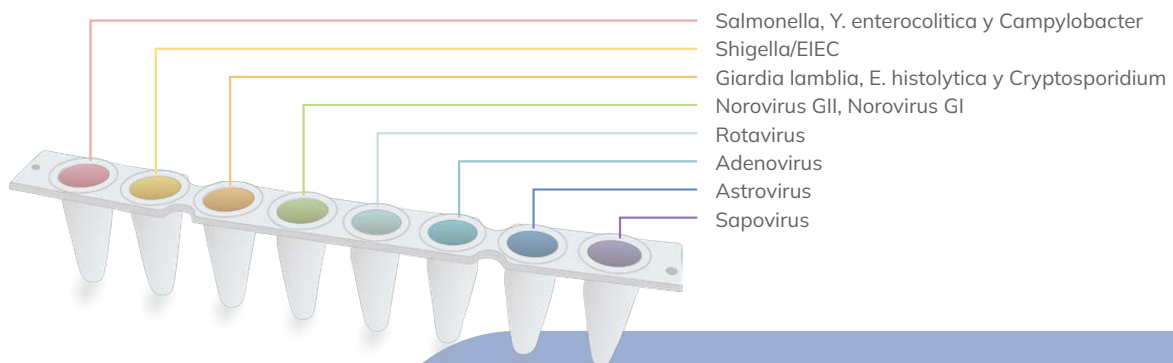 Salmonella, Y. enterocolitica y Campylobacter
Shigella/EIEC
Giardia lamblia, E. histolytica y Cryptosporidium
Norovirus GII, Norovirus GI
Rotavirus
Adenovirus
Astrovirus
Sapovirus